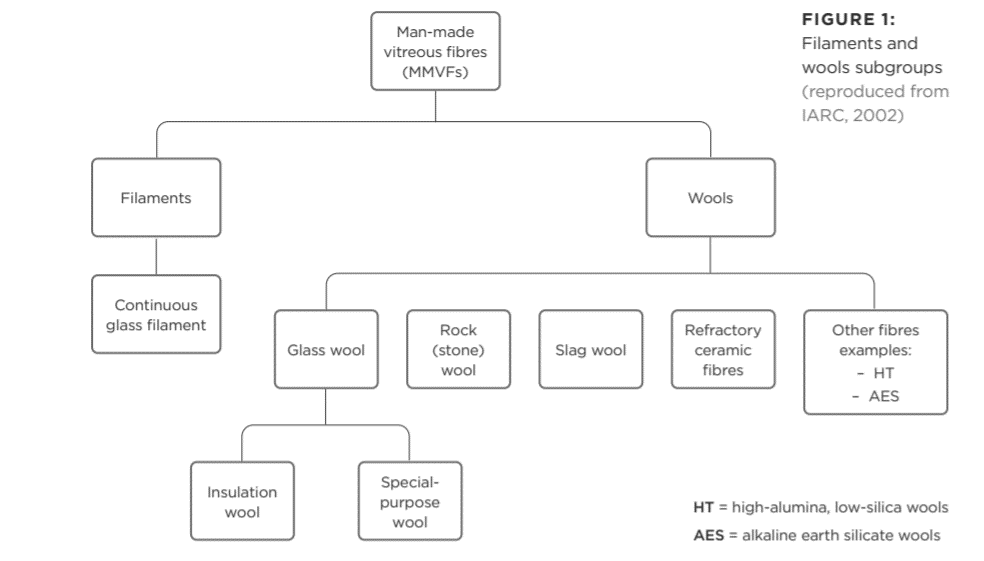 Man-made
vitreous fibres
(MMVFs)
FIGURE 1:
Filaments and
wools subgroups
(reproduced from
IARC, 2002)
Filaments
Wools
Continuous
glass filament
Glass wool
Rock
(stone)
wool
Slag wool
Refractory
ceramic
fibres
Other fibres
examples:
– HT
– AES
Insulation
wool
Special-
purpose
wool
HT = high-alumina, low-silica wools
AES = alkaline earth silicate wools